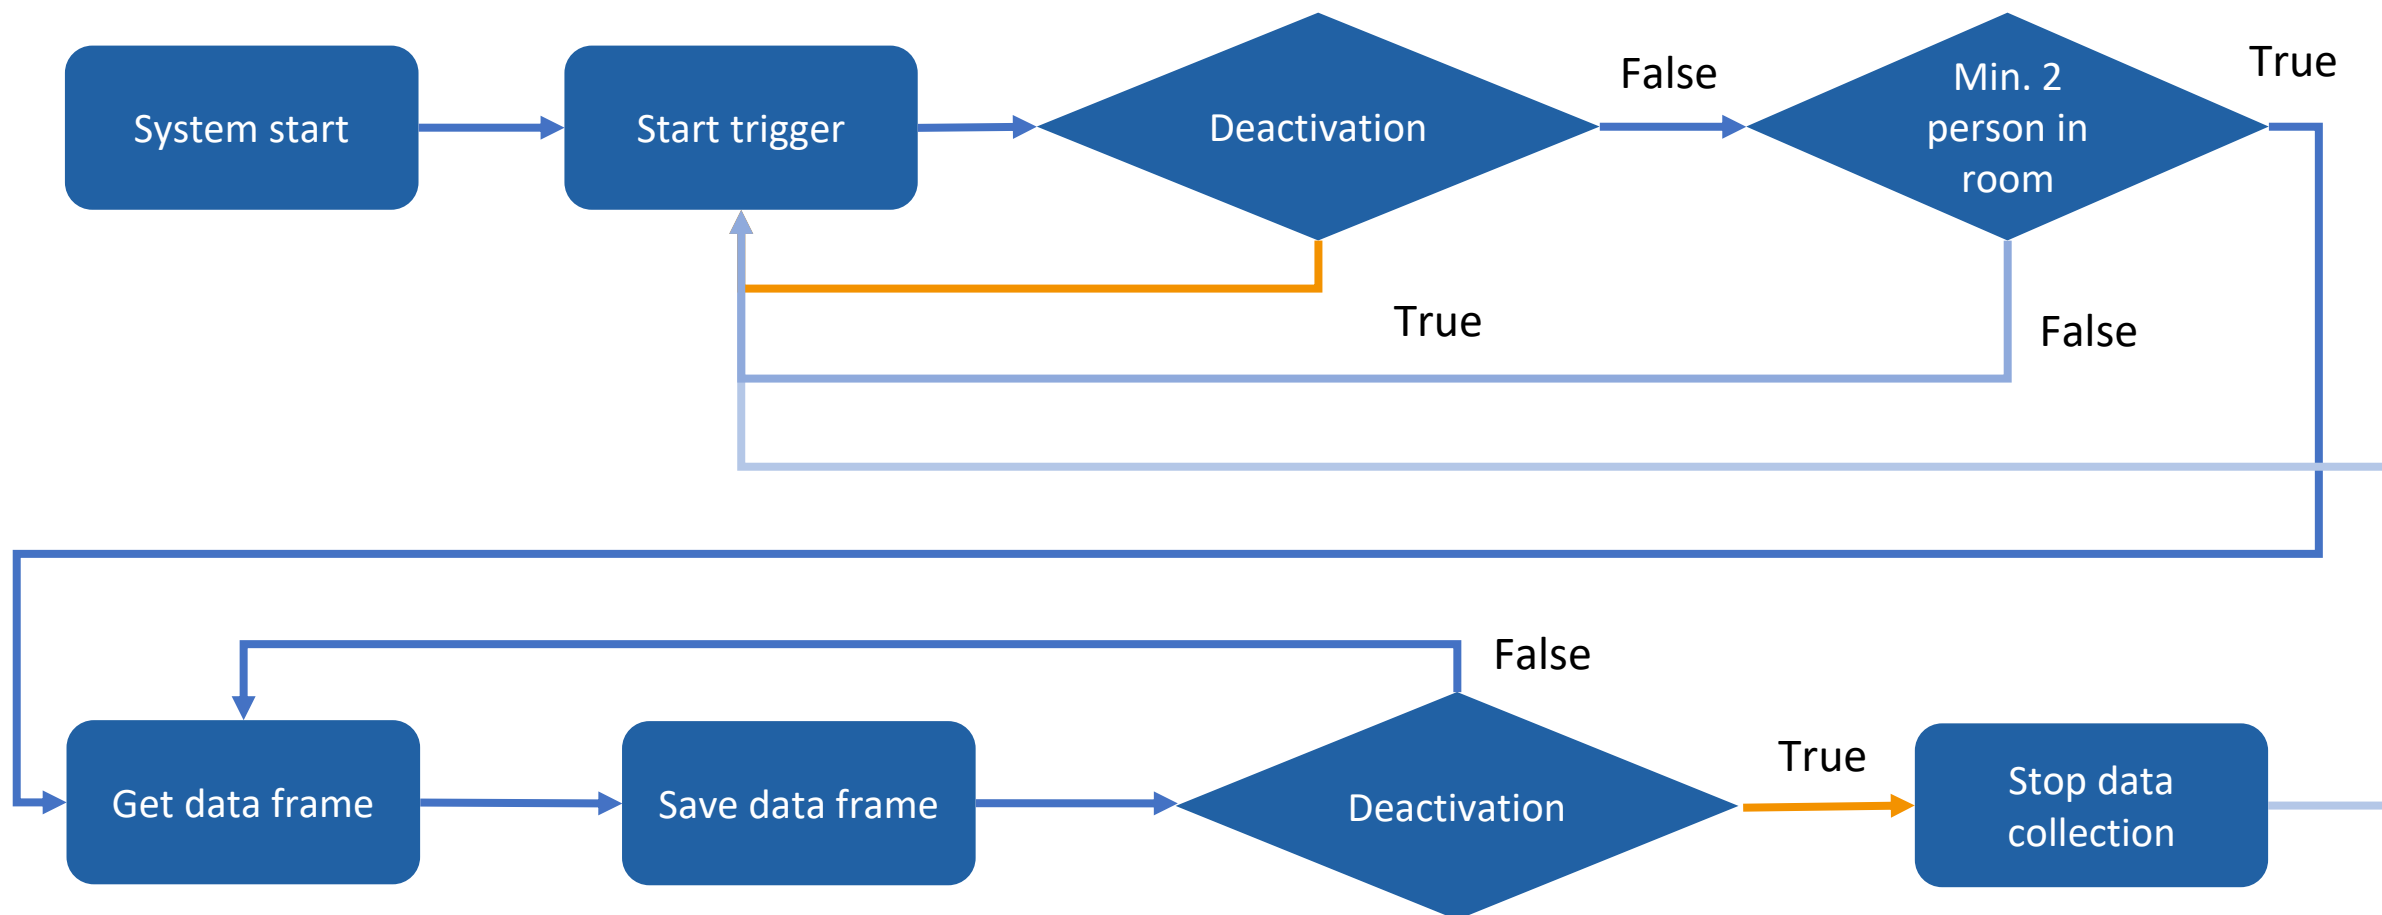 System start
Start trigger
Deactivation
False
Min. 2
person in
room
True
True
False
False
Get data frame
Save data frame
Deactivation
True
Stop data
collection